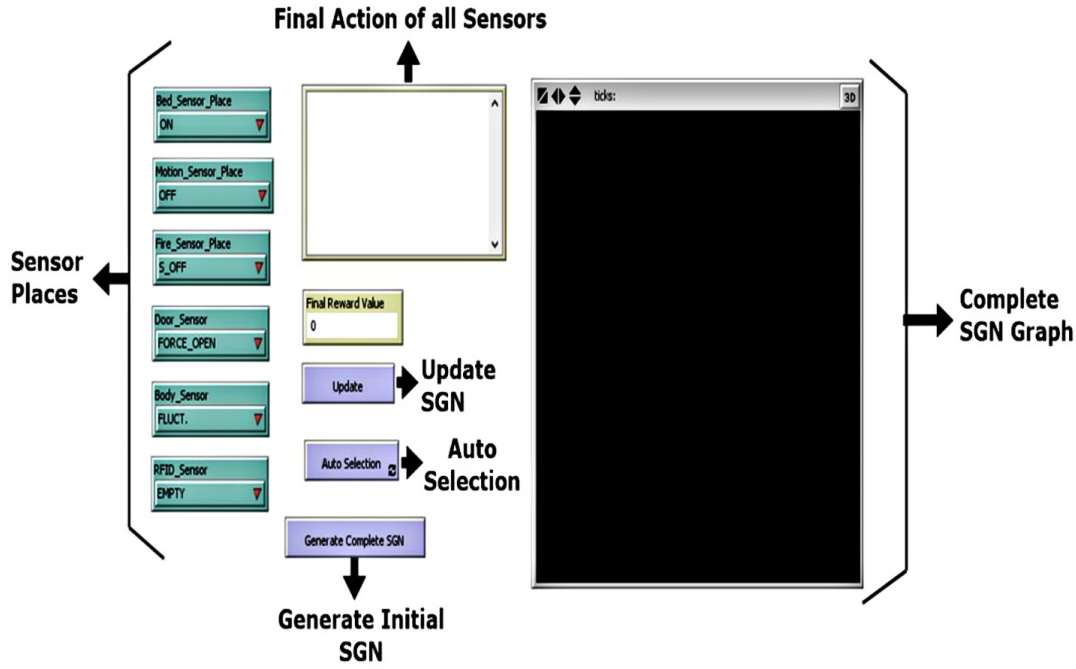 Final Action of all Sensors
Bed_Sensor_Place
ON
Motion_Sensor_Place
OFF
Fire_Sensor_Place
S_OFF
Door_Sensor
FORCE_OPEN
Body_Sensor
FLUCT.
RFID_Sensor
EMPTY
Sensor
Places
Final Reward Value
0
Update
Update
SGN
Auto Selection
Auto
Selection
Generate Complete SGN
Generate Initial
SGN
ticks:
3D
Complete
SGN Graph